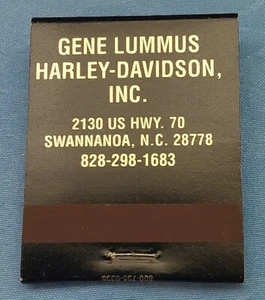 GENE LUMMUS
HARLEY-DAVIDSON,
INC.
2130 US HWY. 70
SWANNANOA, N.C. 28778
828-298-1683